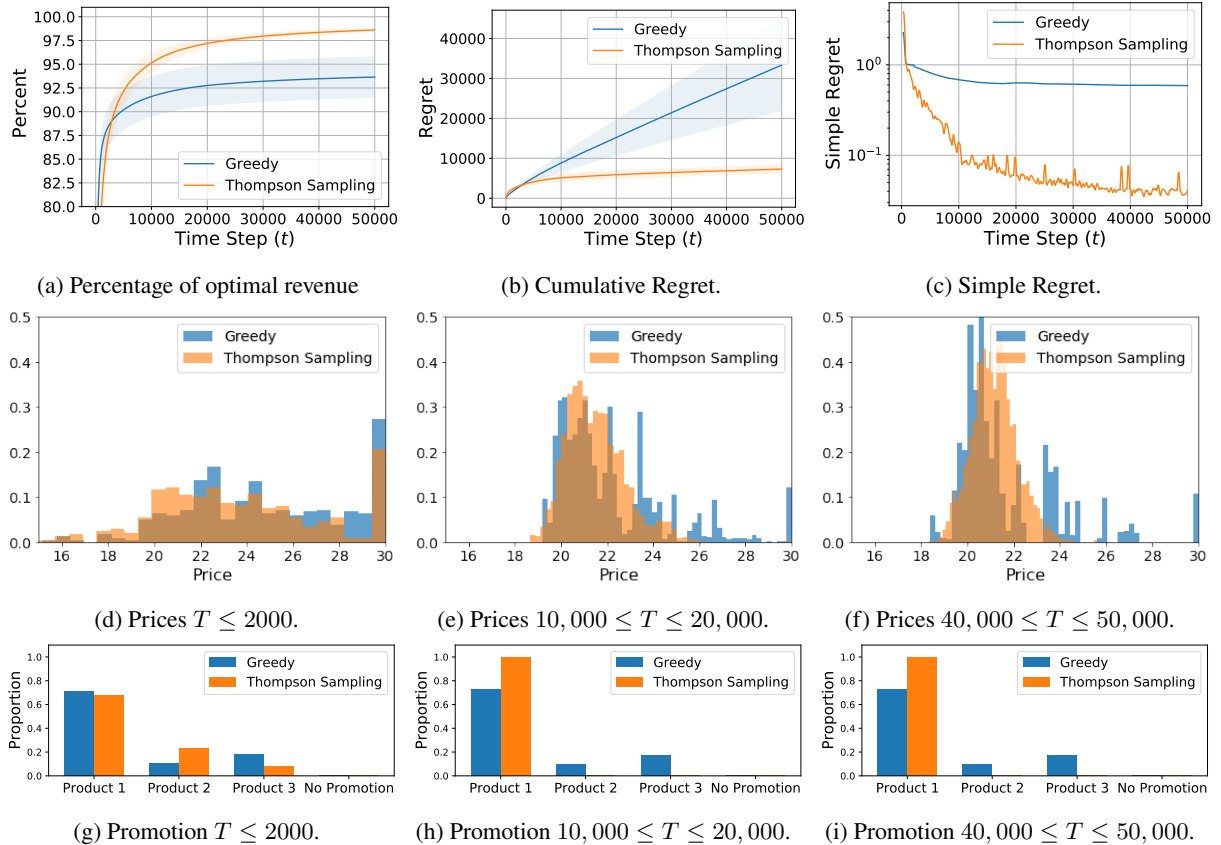 100.0
97.5
95.0
92.5
90.0
87.5
85.0
82.5
80.0
Percent
Greedy
Thompson Sampling
0 10000 20000 30000 40000 50000
Time Step (t)
(a) Percentage of optimal revenue
40000
30000
20000
10000
0
Regret
Greedy
Thompson Sampling
0 10000 20000 30000 40000 50000
Time Step (t)
(b) Cumulative Regret.
10⁰
10⁻¹
Simple Regret
Greedy
Thompson Sampling
0 10000 20000 30000 40000 50000
Time Step (t)
(c) Simple Regret.
0.5
0.4
0.3
0.2
0.1
0.0
Greedy
Thompson Sampling
16 18 20 22 24 26 28 30
Price
(d) Prices T ≤ 2000.
0.5
0.4
0.3
0.2
0.1
0.0
Greedy
Thompson Sampling
16 18 20 22 24 26 28 30
Price
(e) Prices 10,000 ≤ T ≤ 20,000.
0.5
0.4
0.3
0.2
0.1
0.0
Greedy
Thompson Sampling
16 18 20 22 24 26 28 30
Price
(f) Prices 40,000 ≤ T ≤ 50,000.
1.0
0.8
0.6
0.4
0.2
0.0
Proportion
Greedy
Thompson Sampling
Product 1 Product 2 Product 3 No Promotion
(g) Promotion T ≤ 2000.
1.0
0.8
0.6
0.4
0.2
0.0
Proportion
Greedy
Thompson Sampling
Product 1 Product 2 Product 3 No Promotion
(h) Promotion 10,000 ≤ T ≤ 20,000.
1.0
0.8
0.6
0.4
0.2
0.0
Proportion
Greedy
Thompson Sampling
Product 1 Product 2 Product 3 No Promotion
(i) Promotion 40,000 ≤ T ≤ 50,000.